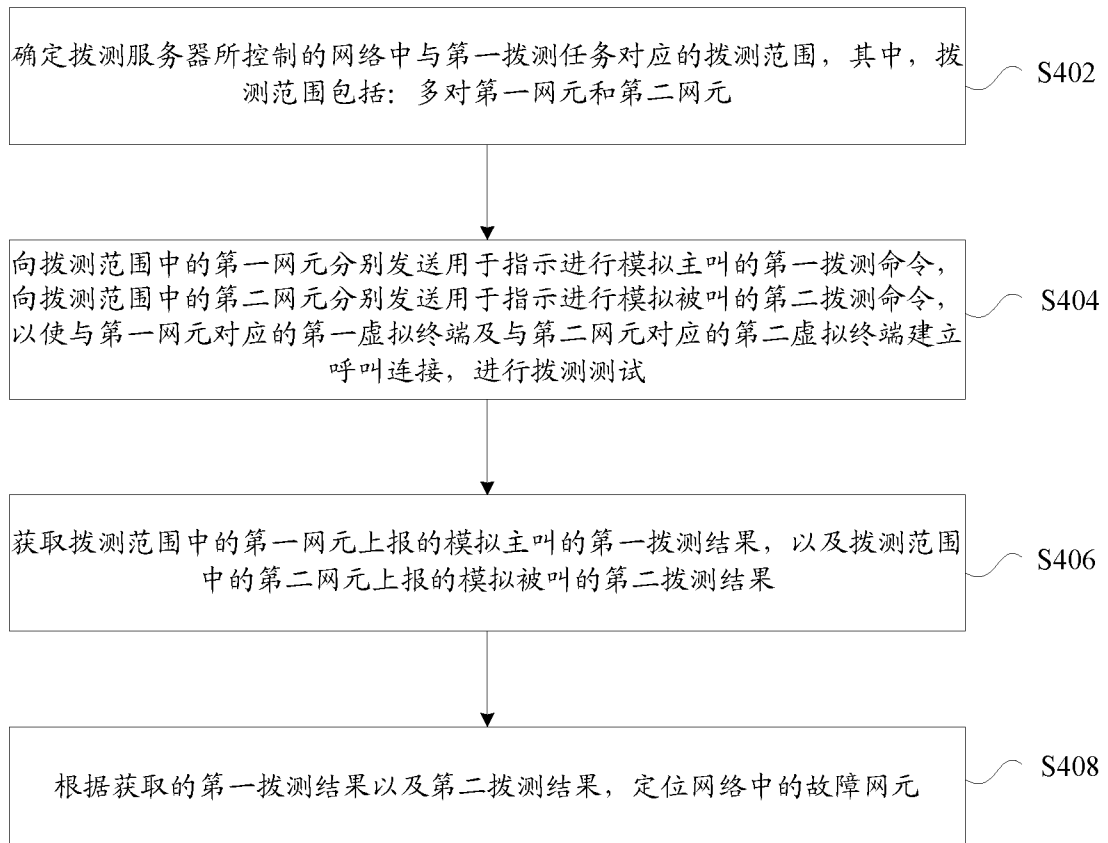 确定拨测服务器所控制的网络中与第一拨测任务对应的拨测范围，其中，拨
测范围包括：多对第一网元和第二网元
S402
向拨测范围中的第一网元分别发送用于指示进行模拟主叫的第一拨测命令，
向拨测范围中的第二网元分别发送用于指示进行模拟被叫的第二拨测命令，
以使与第一网元对应的第一虚拟终端及与第二网元对应的第二虚拟终端建立
呼叫连接，进行拨测测试
S404
获取拨测范围中的第一网元上报的模拟主叫的第一拨测结果，以及拨测范围
中的第二网元上报的模拟被叫的第二拨测结果
S406
根据获取的第一拨测结果以及第二拨测结果，定位网络中的故障网元
S408